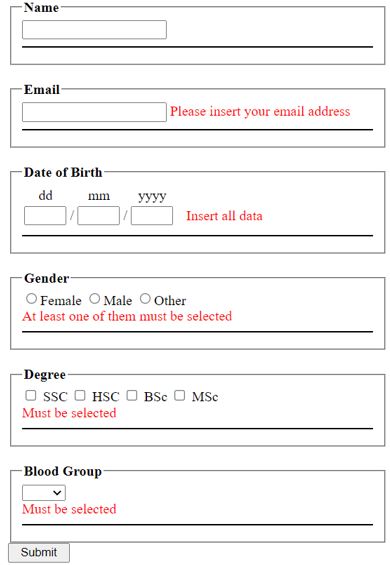 Name
Email
Please insert your email address
Date of Birth
dd mm yyyy
/ / Insert all data
Gender
Female Male Other
At least one of them must be selected
Degree
SSC HSC BSc MSc
Must be selected
Blood Group
Must be selected
Submit